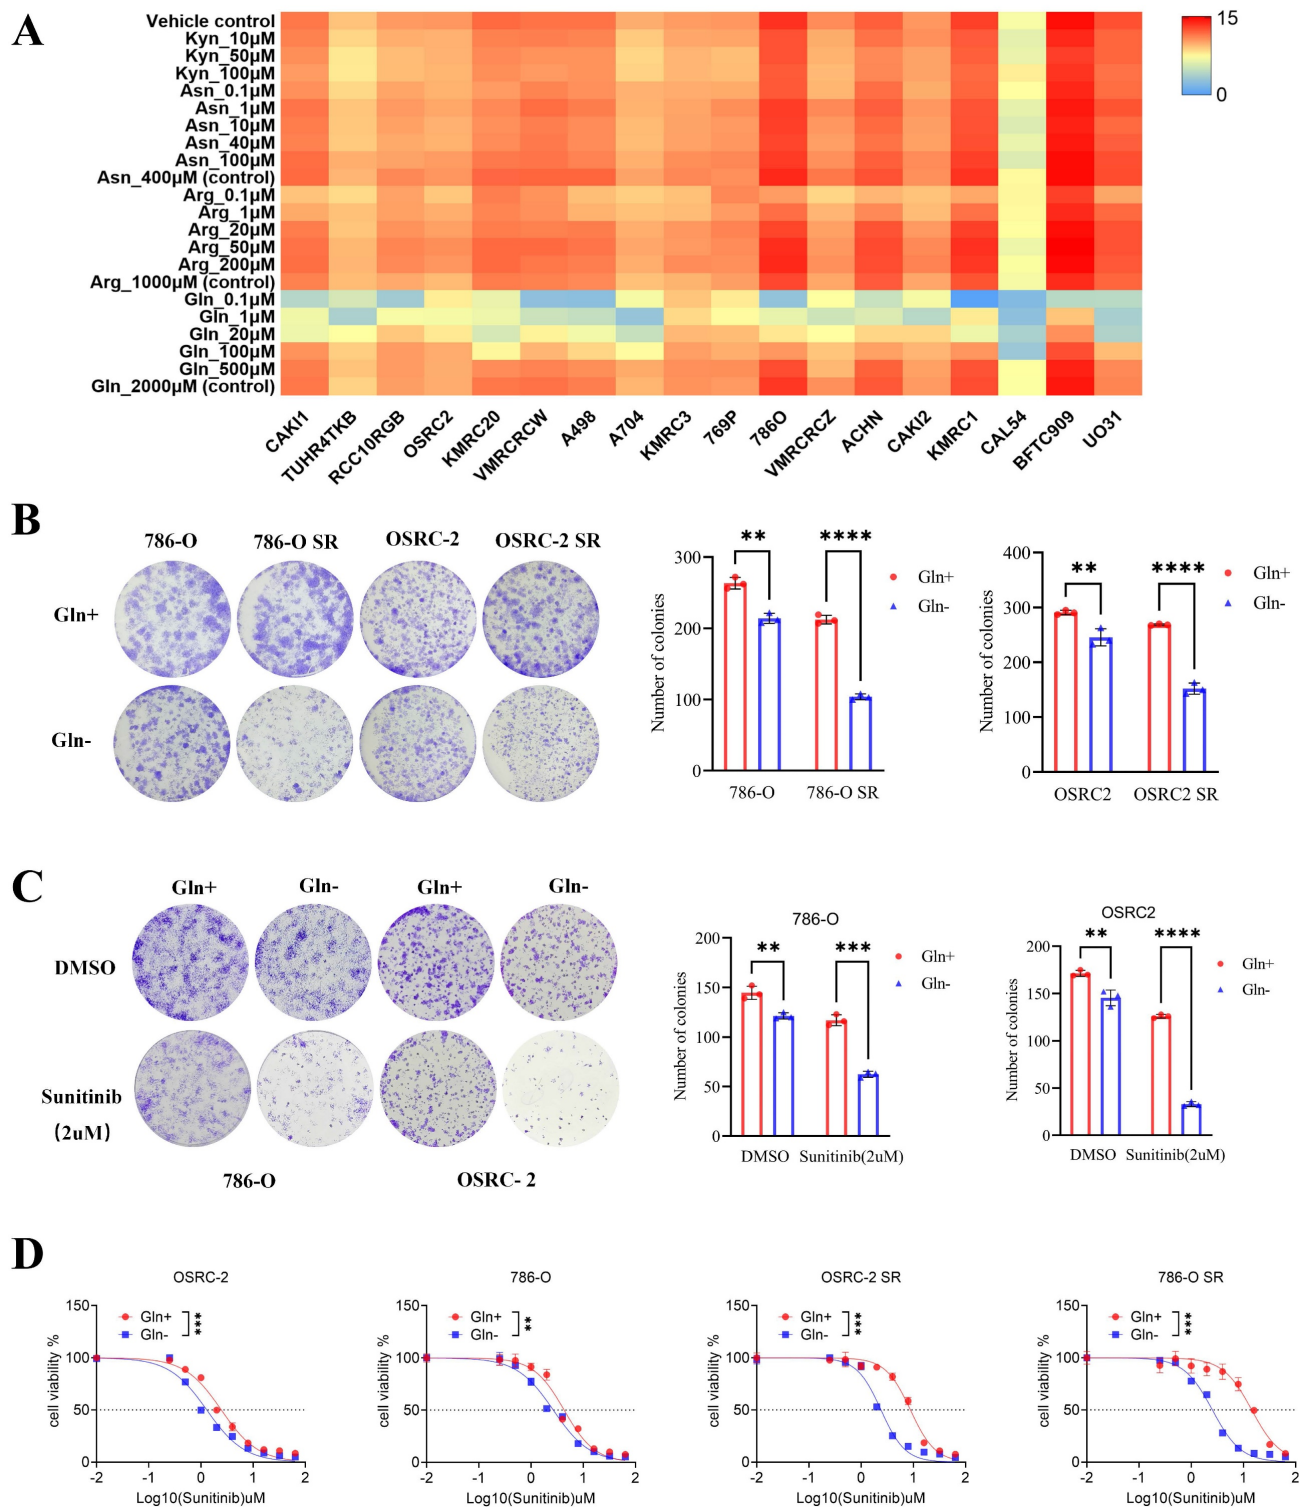 A
Vehicle control
Kyn_10μM
Kyn_50μM
Kyn_100μM
Asn_0.1μM
Asn_1μM
Asn_10μM
Asn_40μM
Asn_100μM
Asn_400μM (control)
Arg_0.1μM
Arg_1μM
Arg_20μM
Arg_50μM
Arg_200μM
Arg_1000μM (control)
Gln_0.1μM
Gln_1μM
Gln_20μM
Gln_100μM
Gln_500μM
Gln_2000μM (control)
15
0
CAKI1 TUHR4TKB RCC10RGB OSRC2 KMRC20 VMRCRCW A498 A704 KMRC3 769P 786O VMRCRCZ ACHN CAKI2 KMRC1 CAL54 BFTC909 UO31
B
786-O 786-O SR OSRC-2 OSRC-2 SR
Gln+
Gln-
Number of colonies
300
200
100
0
** ****
Gln+
Gln-
786-O 786-O SR
Number of colonies
400
300
200
100
0
** ****
Gln+
Gln-
OSRC2 OSRC2 SR
C
Gln+ Gln- Gln+ Gln-
DMSO
Sunitinib
(2uM)
786-O OSRC- 2
786-O
Number of colonies
200
150
100
50
0
** ***
Gln+
Gln-
DMSO Sunitinib(2uM)
OSRC2
Number of colonies
200
150
100
50
0
** ****
Gln+
Gln-
DMSO Sunitinib(2uM)
D
OSRC-2
cell viability %
150
100
50
0
Gln+
Gln-
***
-2 -1 0 1 2
Log10(Sunitinib)uM
786-O
cell viability %
150
100
50
0
Gln+
Gln-
**
-2 -1 0 1 2
Log10(Sunitinib)uM
OSRC-2 SR
cell viability %
150
100
50
0
Gln+
Gln-
***
-2 -1 0 1 2
Log10(Sunitinib)uM
786-O SR
cell viability %
150
100
50
0
Gln+
Gln-
***
-2 -1 0 1 2
Log10(Sunitinib)uM